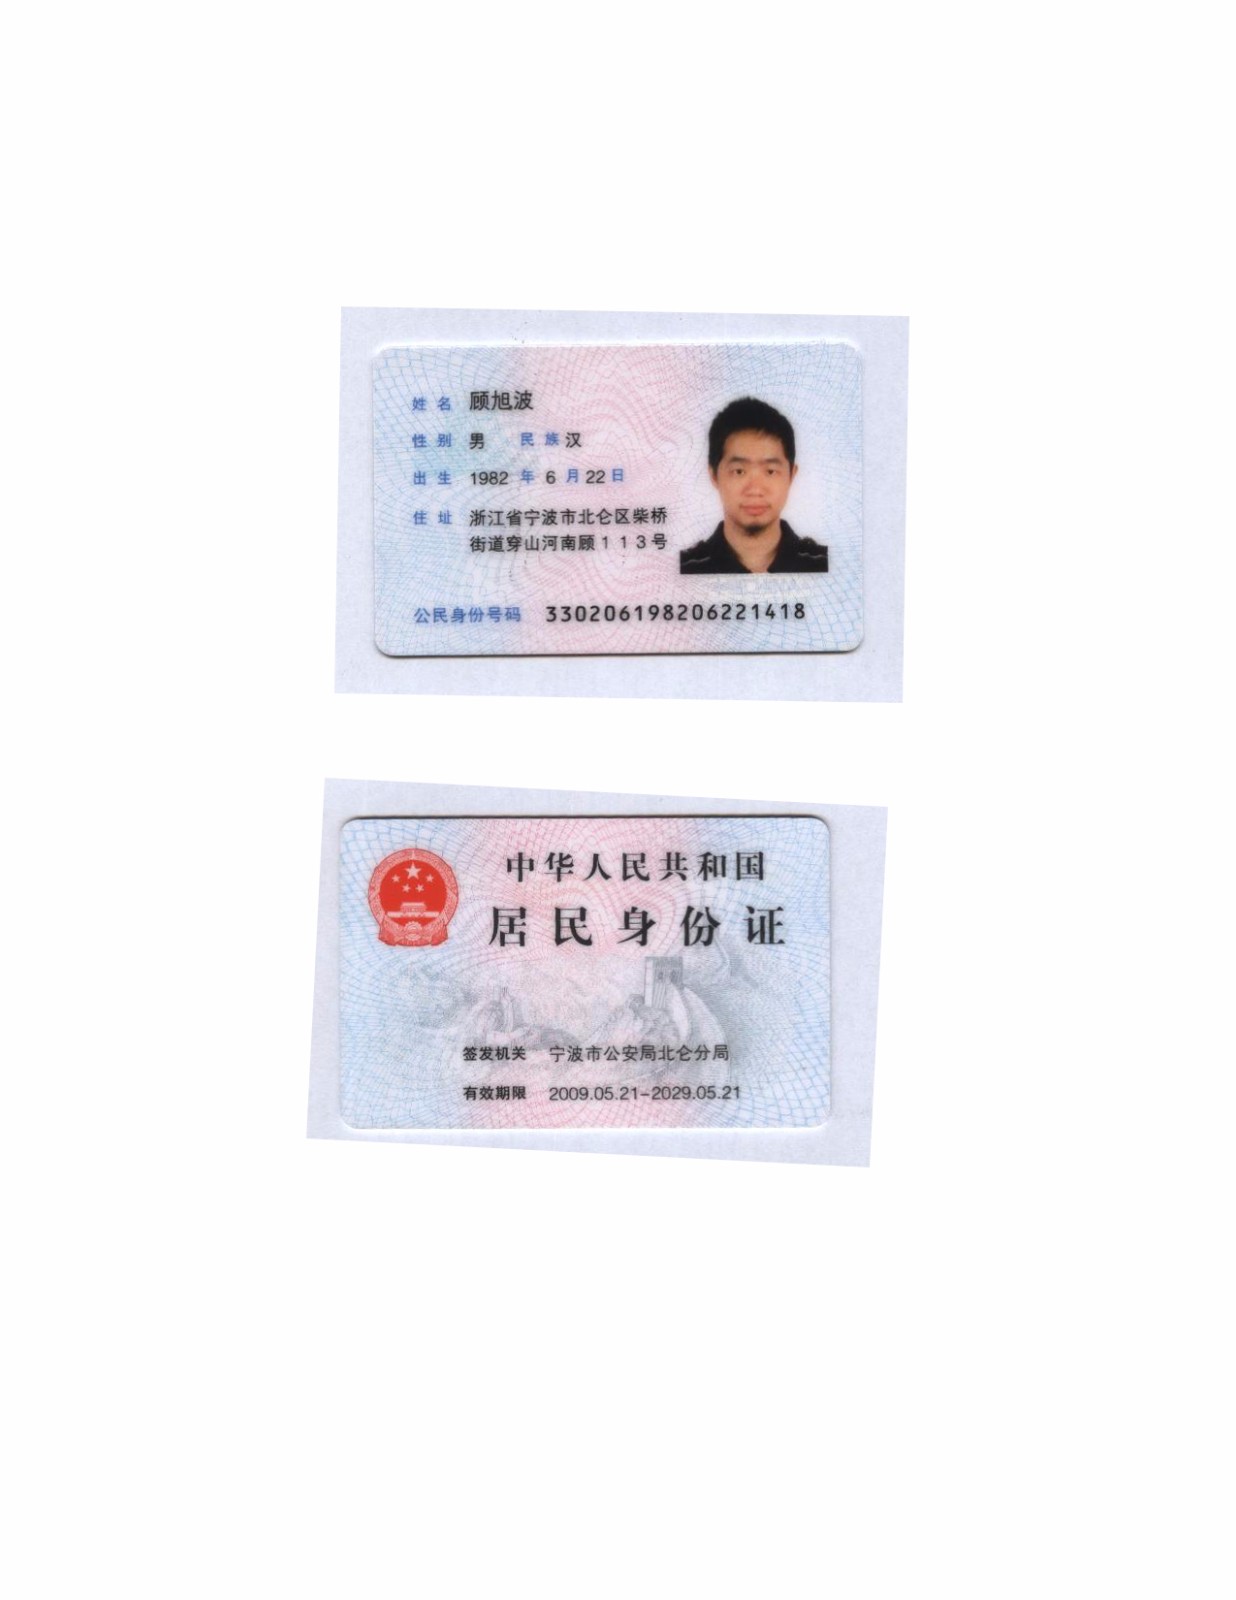 姓名 顾旭波
性别 男 民族 汉
出生 1982 年 6 月 22 日
住址 浙江省宁波市北仑区柴桥
街道穿山河南顾113号
公民身份号码 330206198206221418
中华人民共和国
居民身份证
签发机关 宁波市公安局北仑分局
有效期限 2009.05.21-2029.05.21